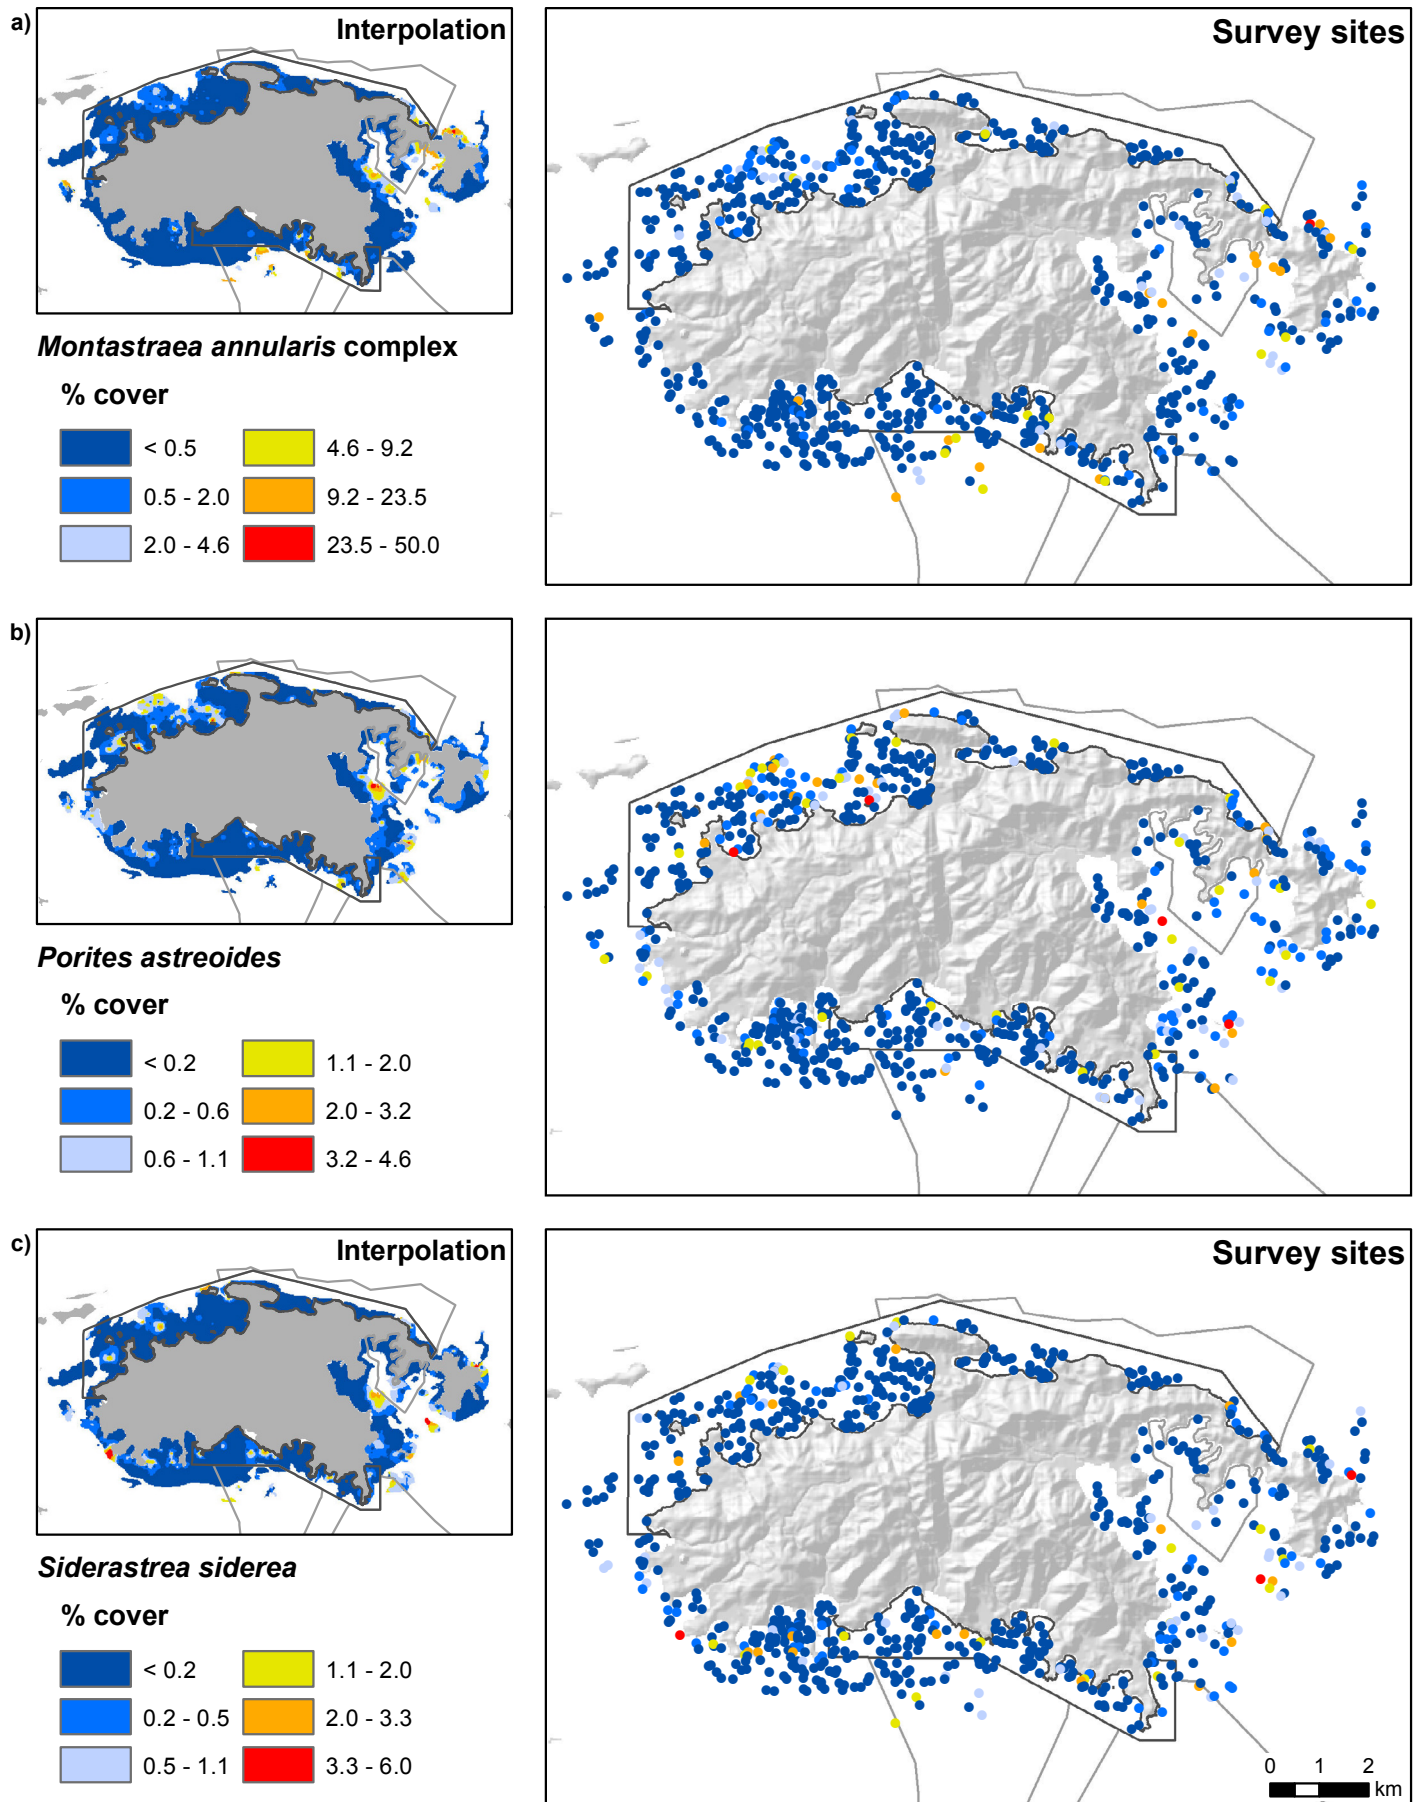 a)
Interpolation
Survey sites
Montastraea annularis complex
% cover
< 0.5
4.6 - 9.2
0.5 - 2.0
9.2 - 23.5
2.0 - 4.6
23.5 - 50.0
b)
Porites astreoides
% cover
< 0.2
1.1 - 2.0
0.2 - 0.6
2.0 - 3.2
0.6 - 1.1
3.2 - 4.6
c)
Interpolation
Survey sites
Siderastrea siderea
% cover
< 0.2
1.1 - 2.0
0.2 - 0.5
2.0 - 3.3
0.5 - 1.1
3.3 - 6.0
0 1 2
km